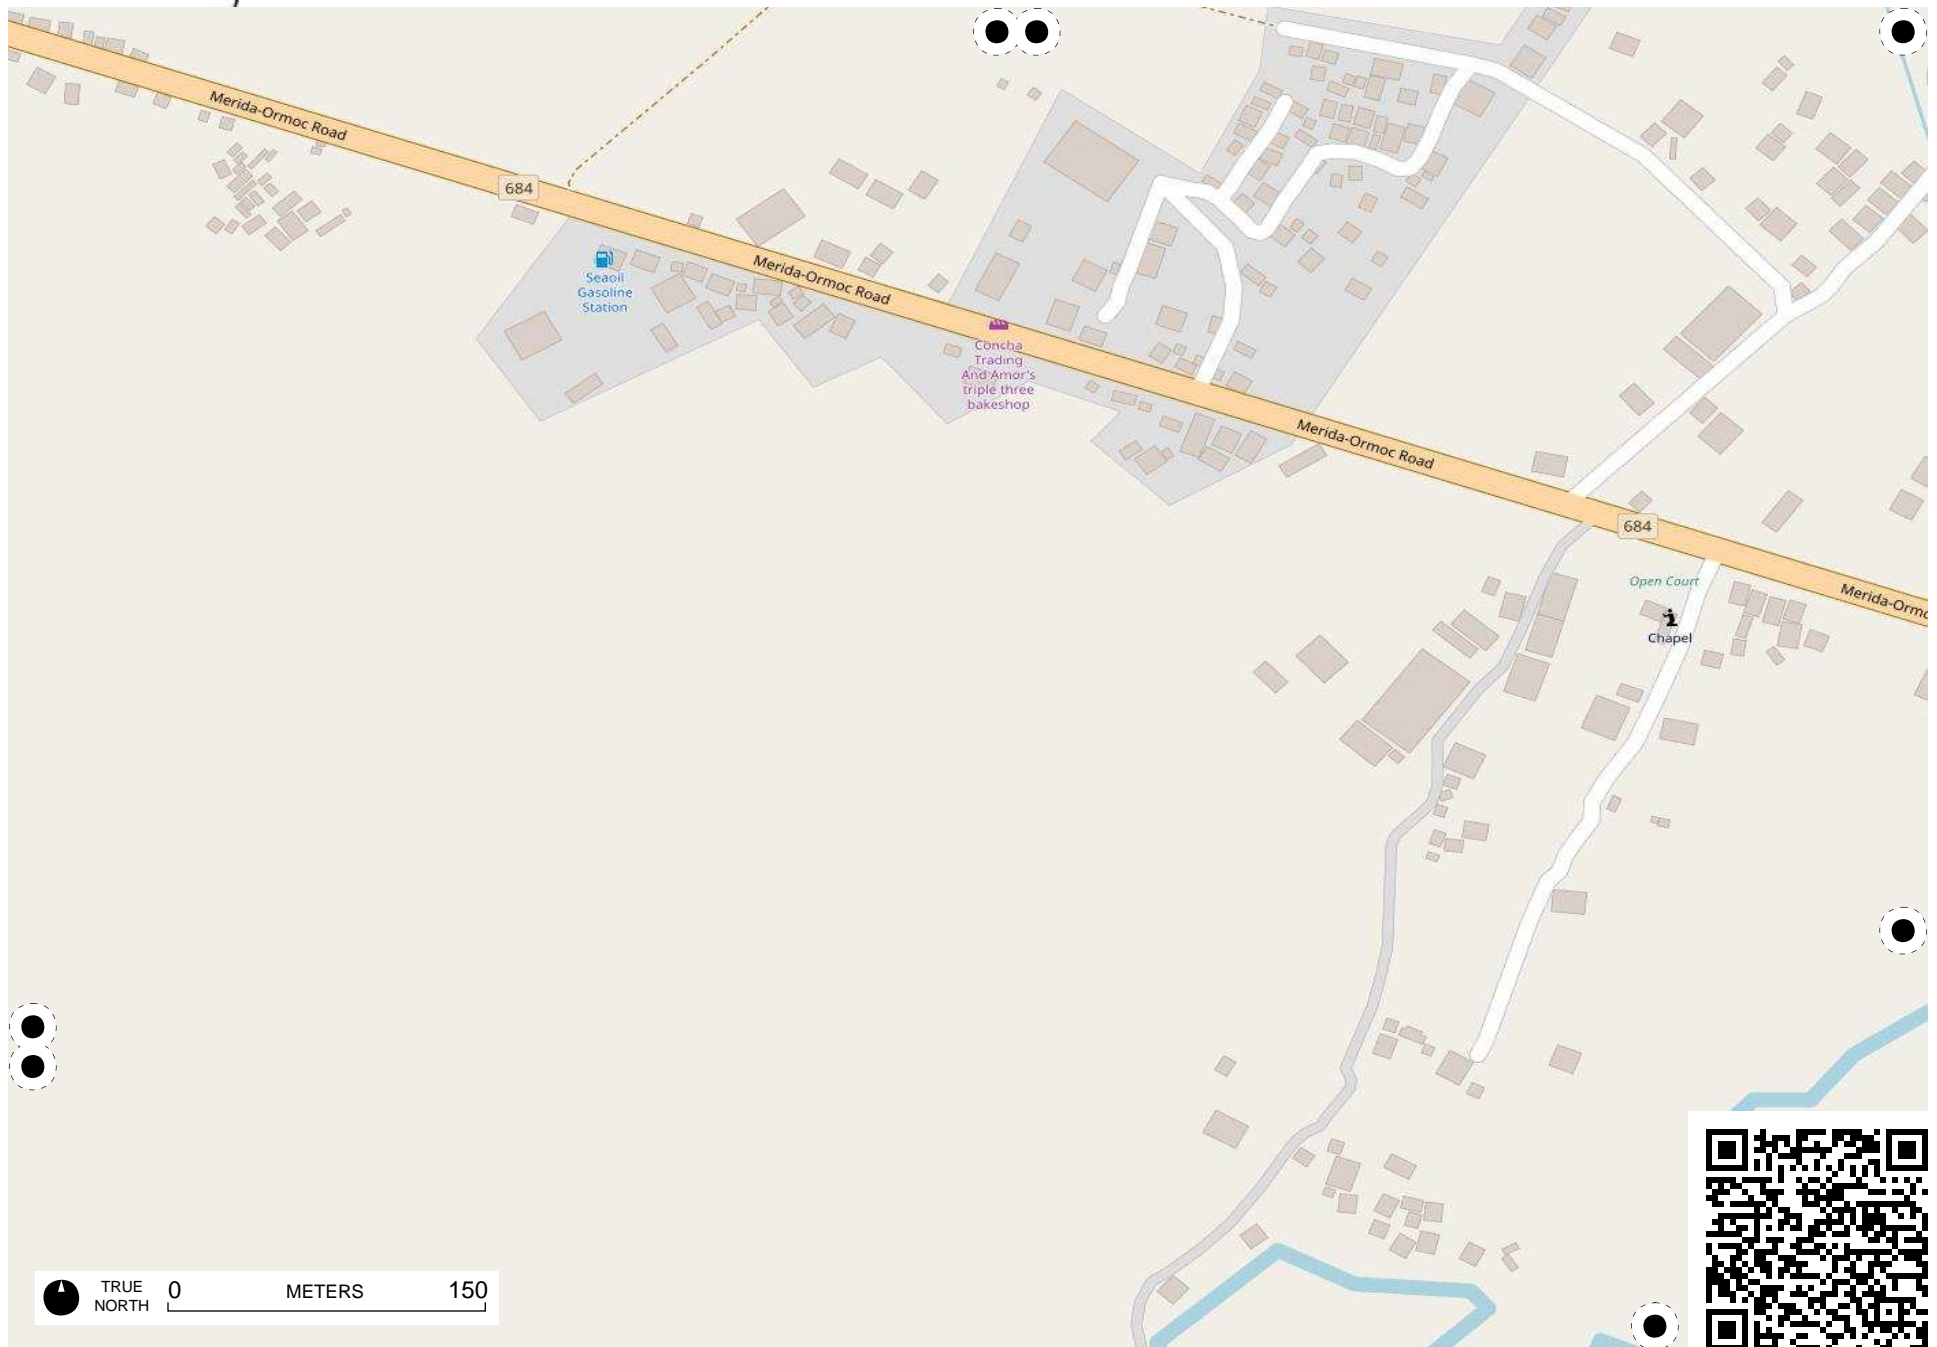 Merida-Ormoc Road
684
Seaoil
Gasoline
Station
Merida-Ormoc Road
Concha
Trading
And Amor's
triple three
bakeshop
Merida-Ormoc Road
684
Open Court
Chapel
Merida-Ormo
TRUE
NORTH
0 METERS 150